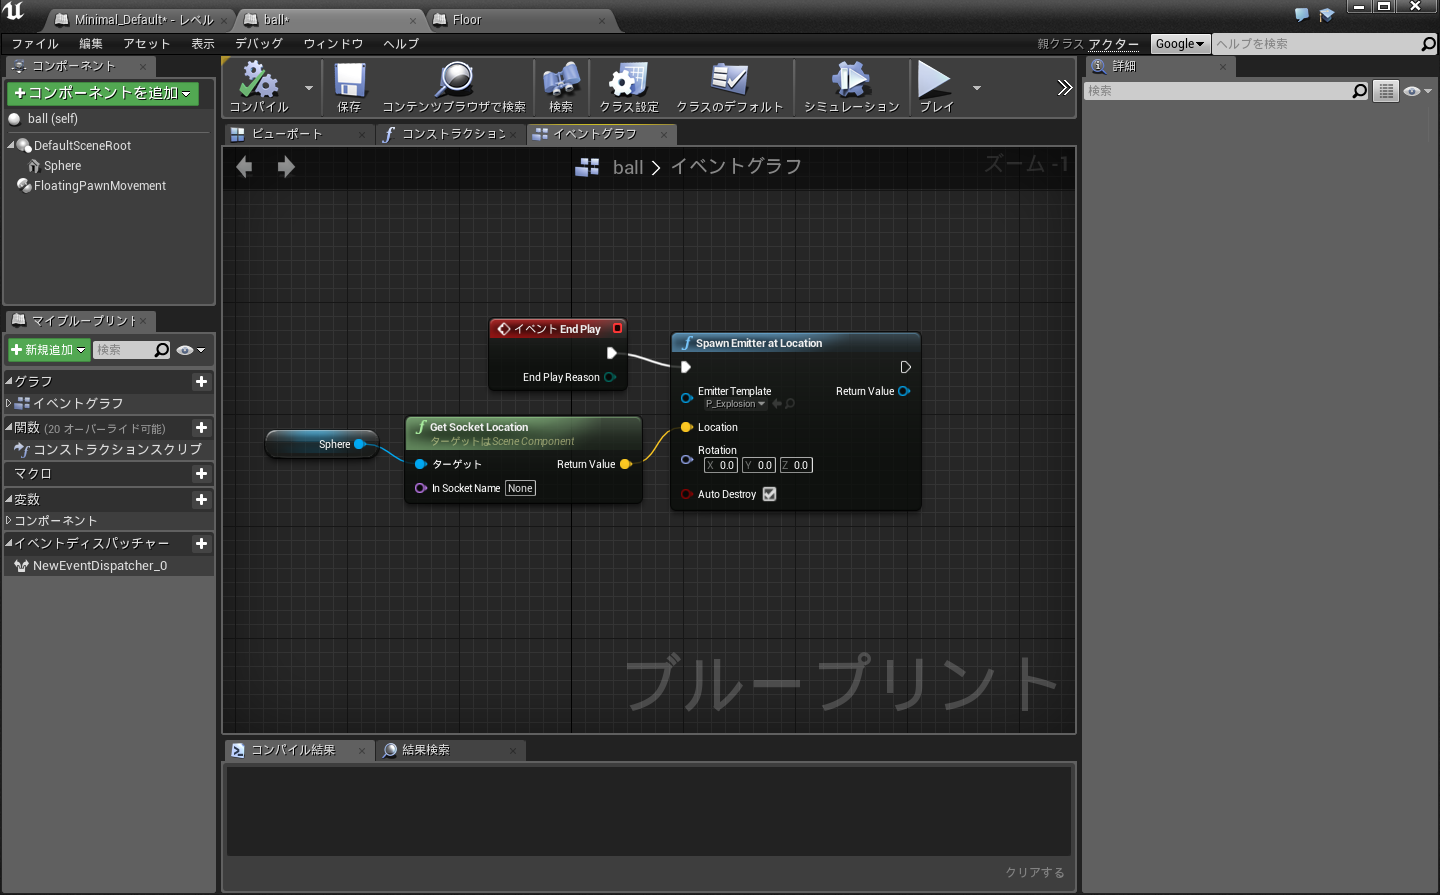 Minimal_Default* - レベル
ball*
Floor
ファイル 編集 アセット 表示 デバッグ ウィンドウ ヘルプ
親クラス アクター Google ヘルプを検索
コンポーネント
+コンポーネントを追加
ball (self)
DefaultSceneRoot
Sphere
FloatingPawnMovement
マイブループリント
+新規追加 検索
グラフ
イベントグラフ
関数 (20 オーバーライド可能)
コンストラクションスクリプ
マクロ
変数
コンポーネント
イベントディスパッチャー
NewEventDispatcher_0
コンパイル 保存 コンテンツブラウザで検索 検索 クラス設定 クラスのデフォルト シミュレーション プレイ
ビューポート コンストラクション イベントグラフ
ball > イベントグラフ
ズーム -1
イベント End Play
End Play Reason
Sphere
Get Socket Location
ターゲットは Scene Component
ターゲット Return Value
In Socket Name None
Spawn Emitter at Location
Emitter Template Return Value
P_Explosion
Location
Rotation
X 0.0 Y 0.0 Z 0.0
Auto Destroy
ブループリント
コンパイル結果 結果検索
クリアする
詳細
検索